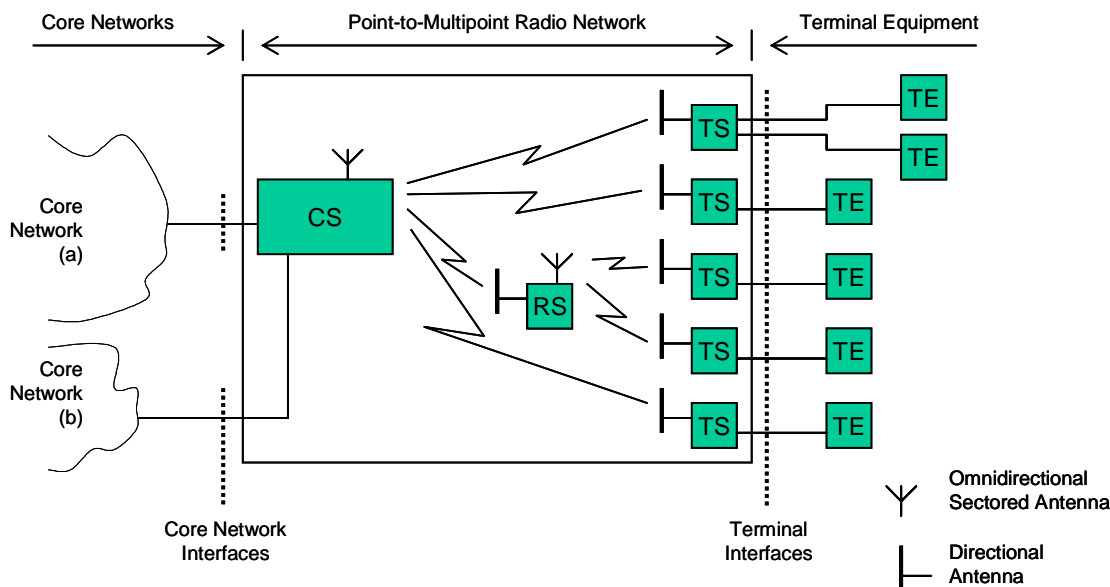 Core Networks
Point-to-Multipoint Radio Network
Terminal Equipment
TE
TS
TE
Core
Network
(a)
CS
TS
TE
TS
TE
RS
TS
TE
Core
Network
(b)
TS
TE
Omnidirectional
Sectored Antenna
Core Network
Interfaces
Terminal
Interfaces
Directional
Antenna